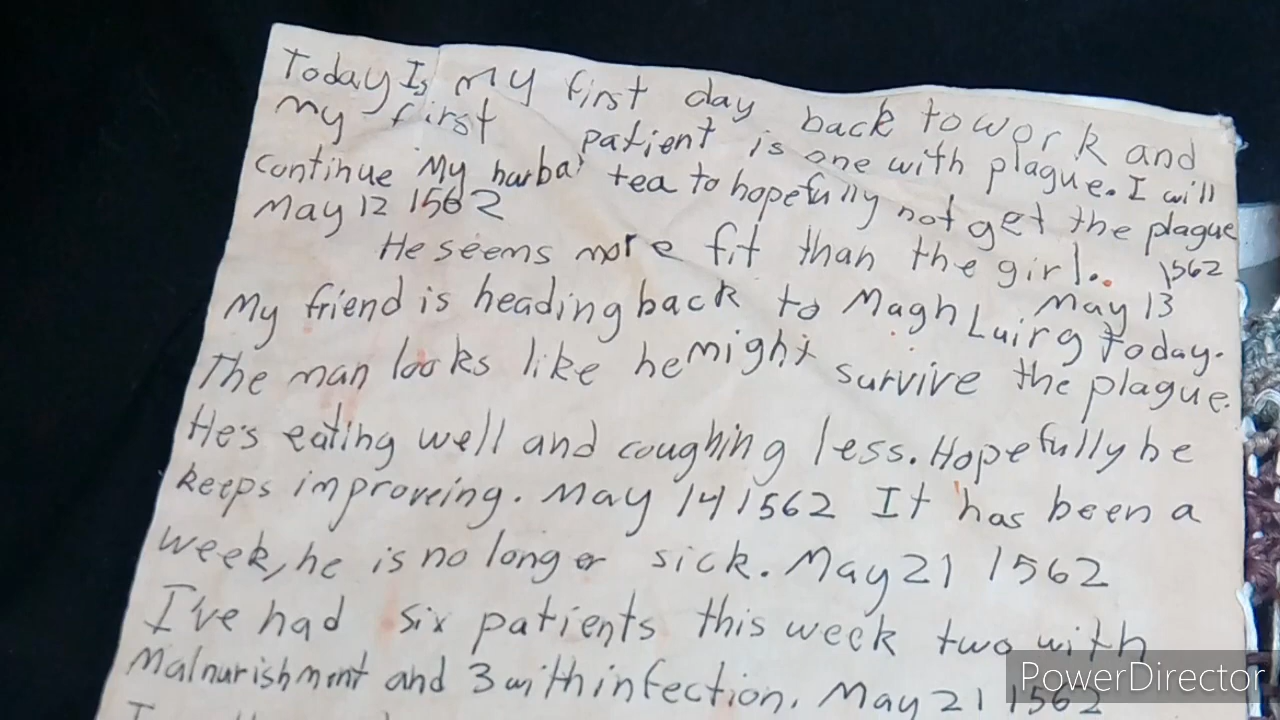 Today Is My first day back to work and
my first patient is one with plague. I will
continue My harbal tea to hopefully not get the plague
May 12 1562
He seems more fit than the girl.. 1562
May 13
My friend is heading back to Magh Luirg today.
The man looks like he might survive the plague.
He's eating well and coughing less. Hopefully he
keeps improveing. May 14 1562 It has been a
week, he is no longer sick. May 21 1562
I've had six patients this week two with
Malnurishment and 3 with infection. May 21 1562
PowerDirector